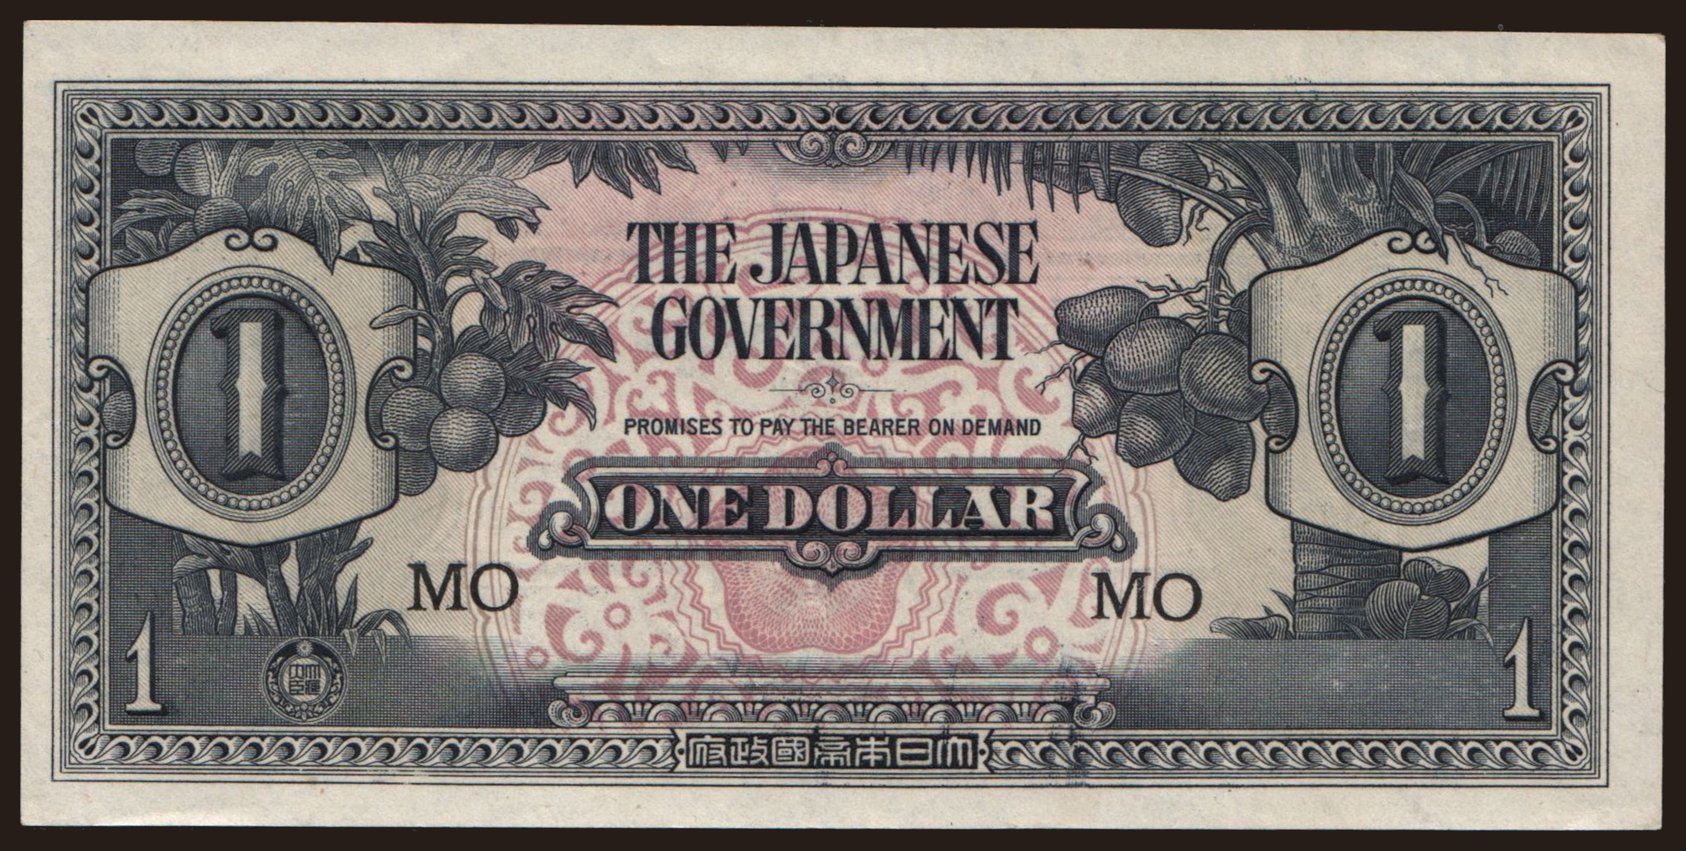 THE JAPANESE
GOVERNMENT
PROMISES TO PAY THE BEARER ON DEMAND
1 ONE DOLLAR 1
MO MO
1 1
府政國帝本日大